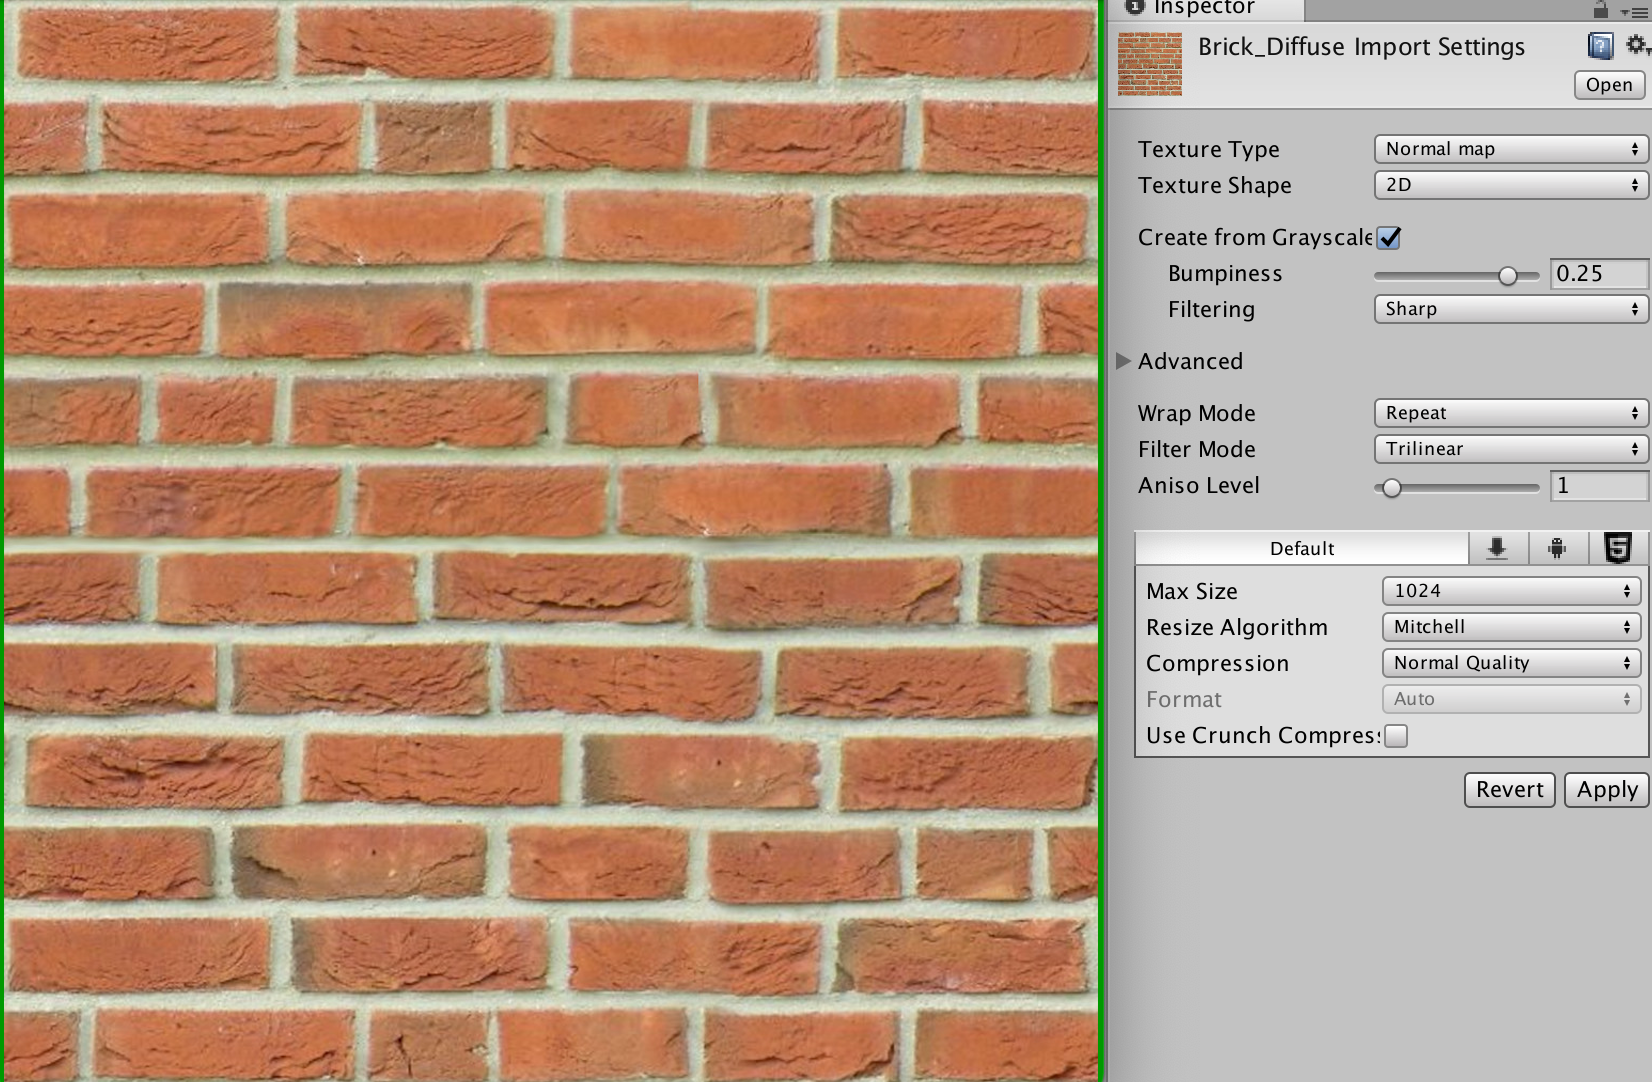 Inspector
Brick_Diffuse Import Settings
Open
Texture Type Normal map
Texture Shape 2D
Create from Grayscale
Bumpiness 0.25
Filtering Sharp
Advanced
Wrap Mode Repeat
Filter Mode Trilinear
Aniso Level 1
Default
Max Size 1024
Resize Algorithm Mitchell
Compression Normal Quality
Format Auto
Use Crunch Compres
Revert Apply